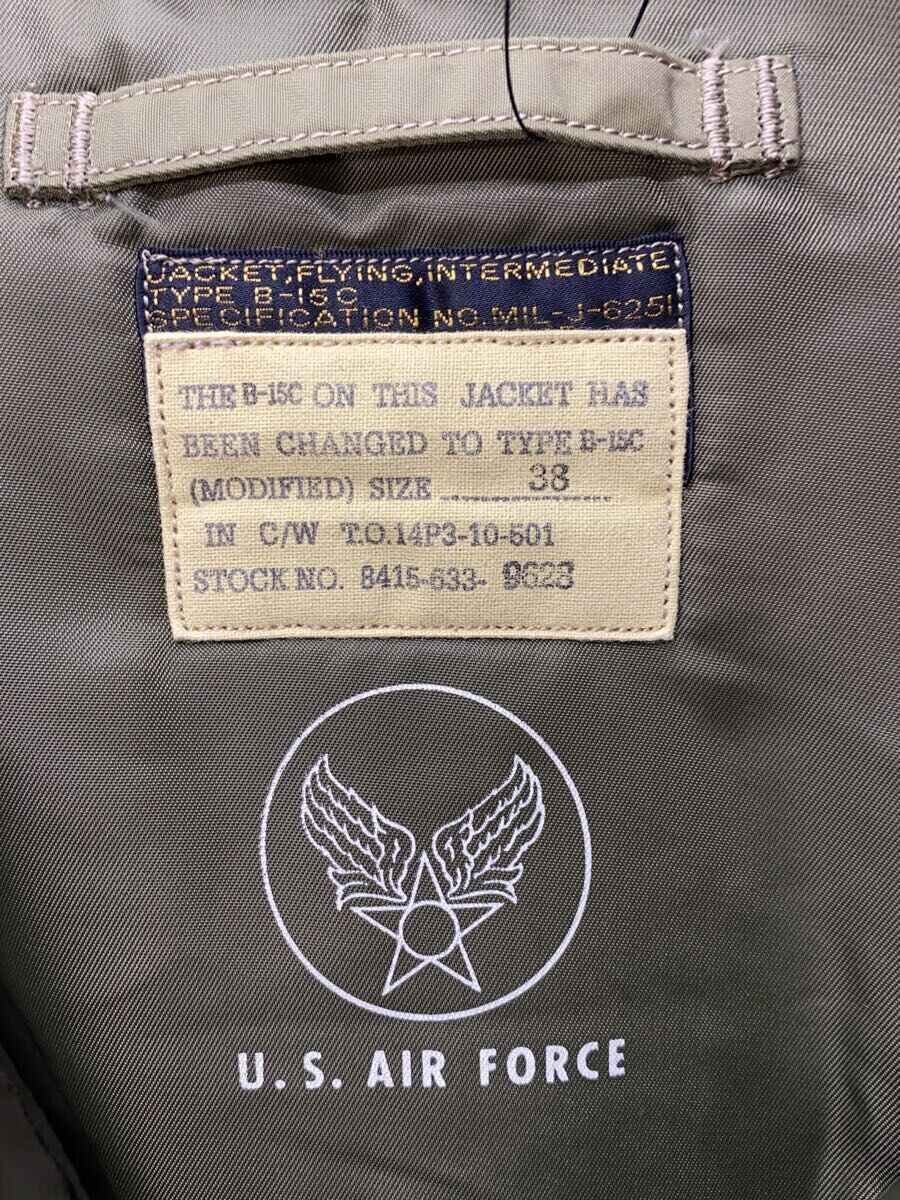 JACKET,FLYING,INTERMEDIATE
TYPE B-15C
SPECIFICATION NO.MIL-J-6251
THE B-15C ON THIS JACKET HAS
BEEN CHANGED TO TYPE B-15C
(MODIFIED) SIZE 38
IN C/W T.O.14P3-10-501
STOCK NO. 8415-633-9623
U.S. AIR FORCE